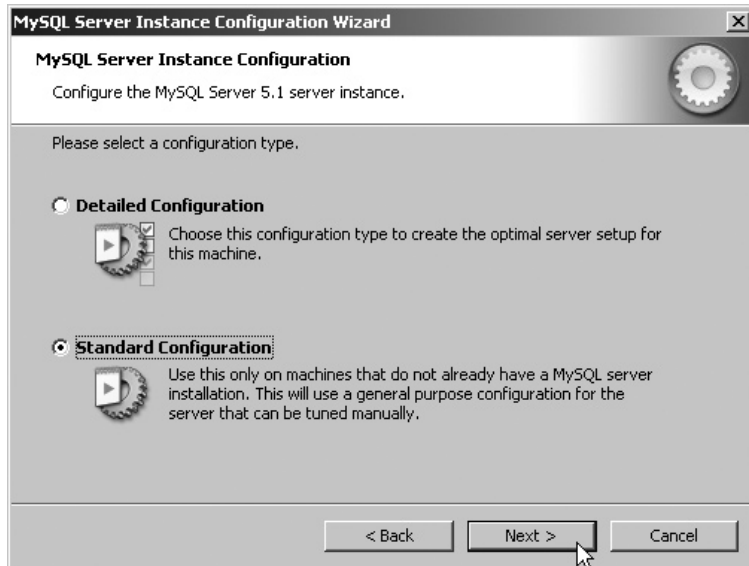 MySQL Server Instance Configuration Wizard
MySQL Server Instance Configuration
Configure the MySQL Server 5.1 server instance.
Please select a configuration type.
Detailed Configuration
Choose this configuration type to create the optimal server setup for
this machine.
Standard Configuration
Use this only on machines that do not already have a MySQL server
installation. This will use a general purpose configuration for the
server that can be tuned manually.
< Back Next > Cancel